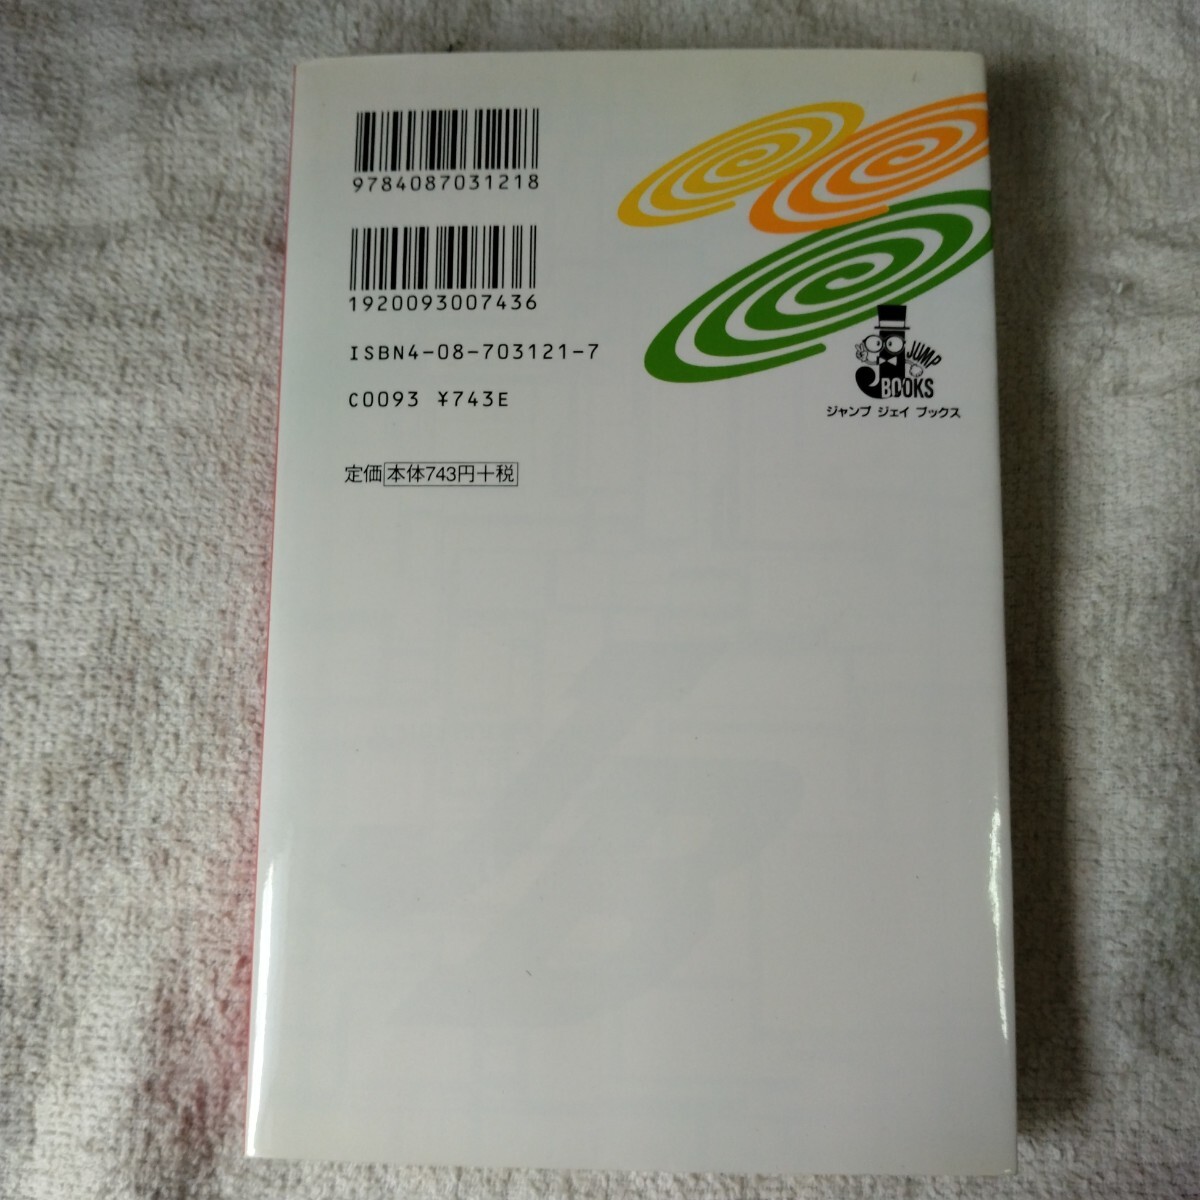 9784087031218
1920093007436
ISBN4-08-703121-7
C0093 ¥743E
定価 本体743円+税
JUMP
J BOOKS
ジャンプ ジェイ ブックス